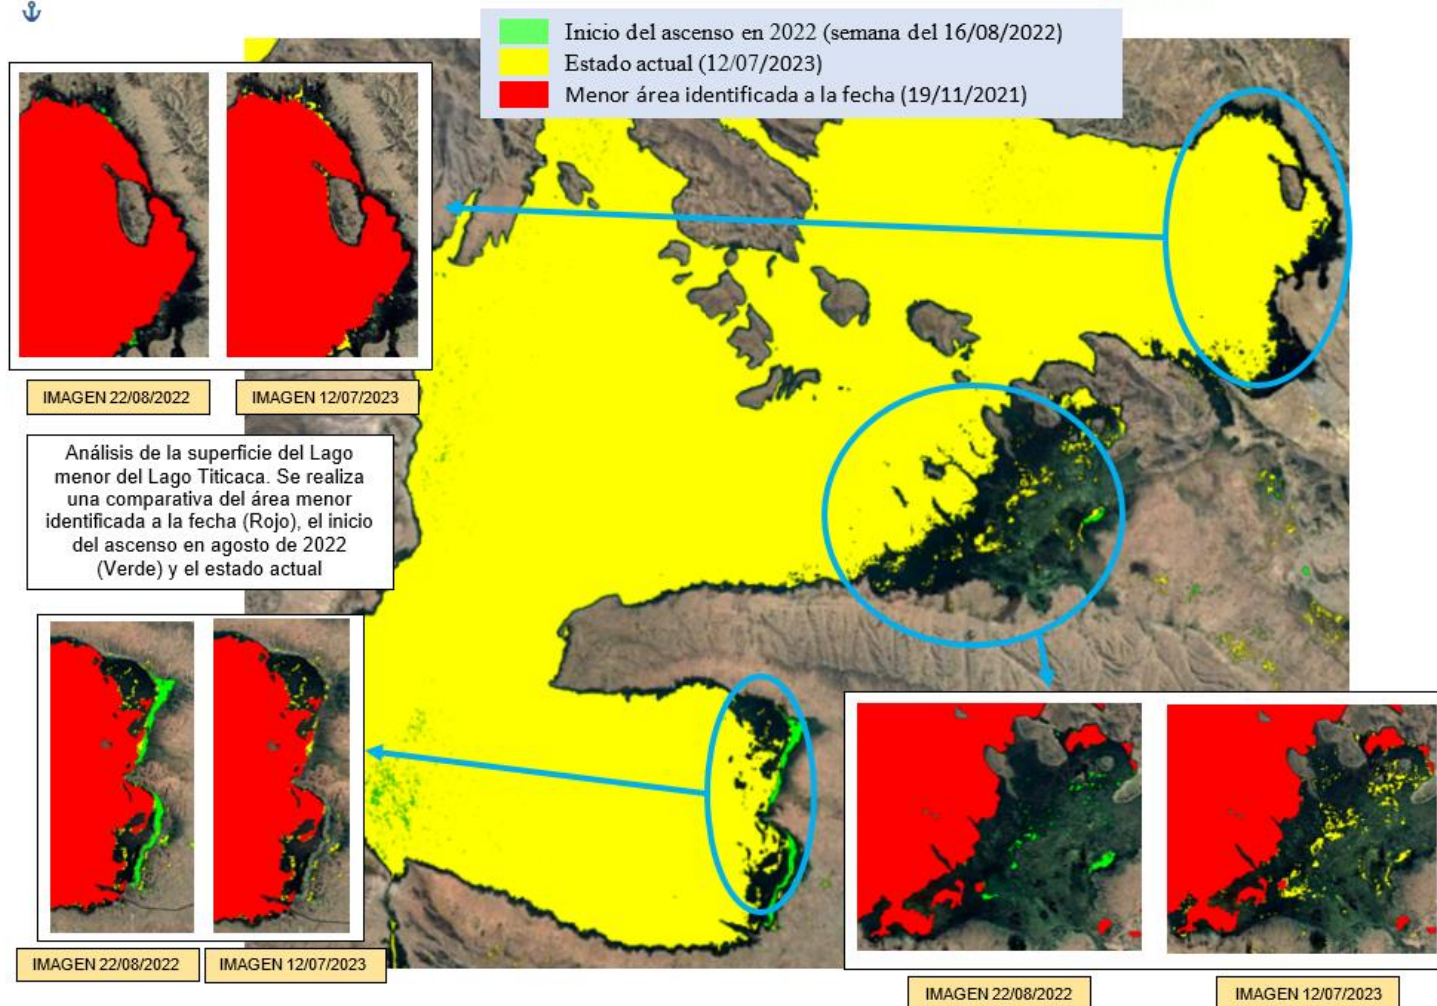 Inicio del ascenso en 2022 (semana del 16/08/2022)
Estado actual (12/07/2023)
Menor área identificada a la fecha (19/11/2021)
IMAGEN 22/08/2022
IMAGEN 12/07/2023
Análisis de la superficie del Lago
menor del Lago Titicaca. Se realiza
una comparativa del área menor
identificada a la fecha (Rojo), el inicio
del ascenso en agosto de 2022
(Verde) y el estado actual
IMAGEN 22/08/2022
IMAGEN 12/07/2023
IMAGEN 22/08/2022
IMAGEN 12/07/2023